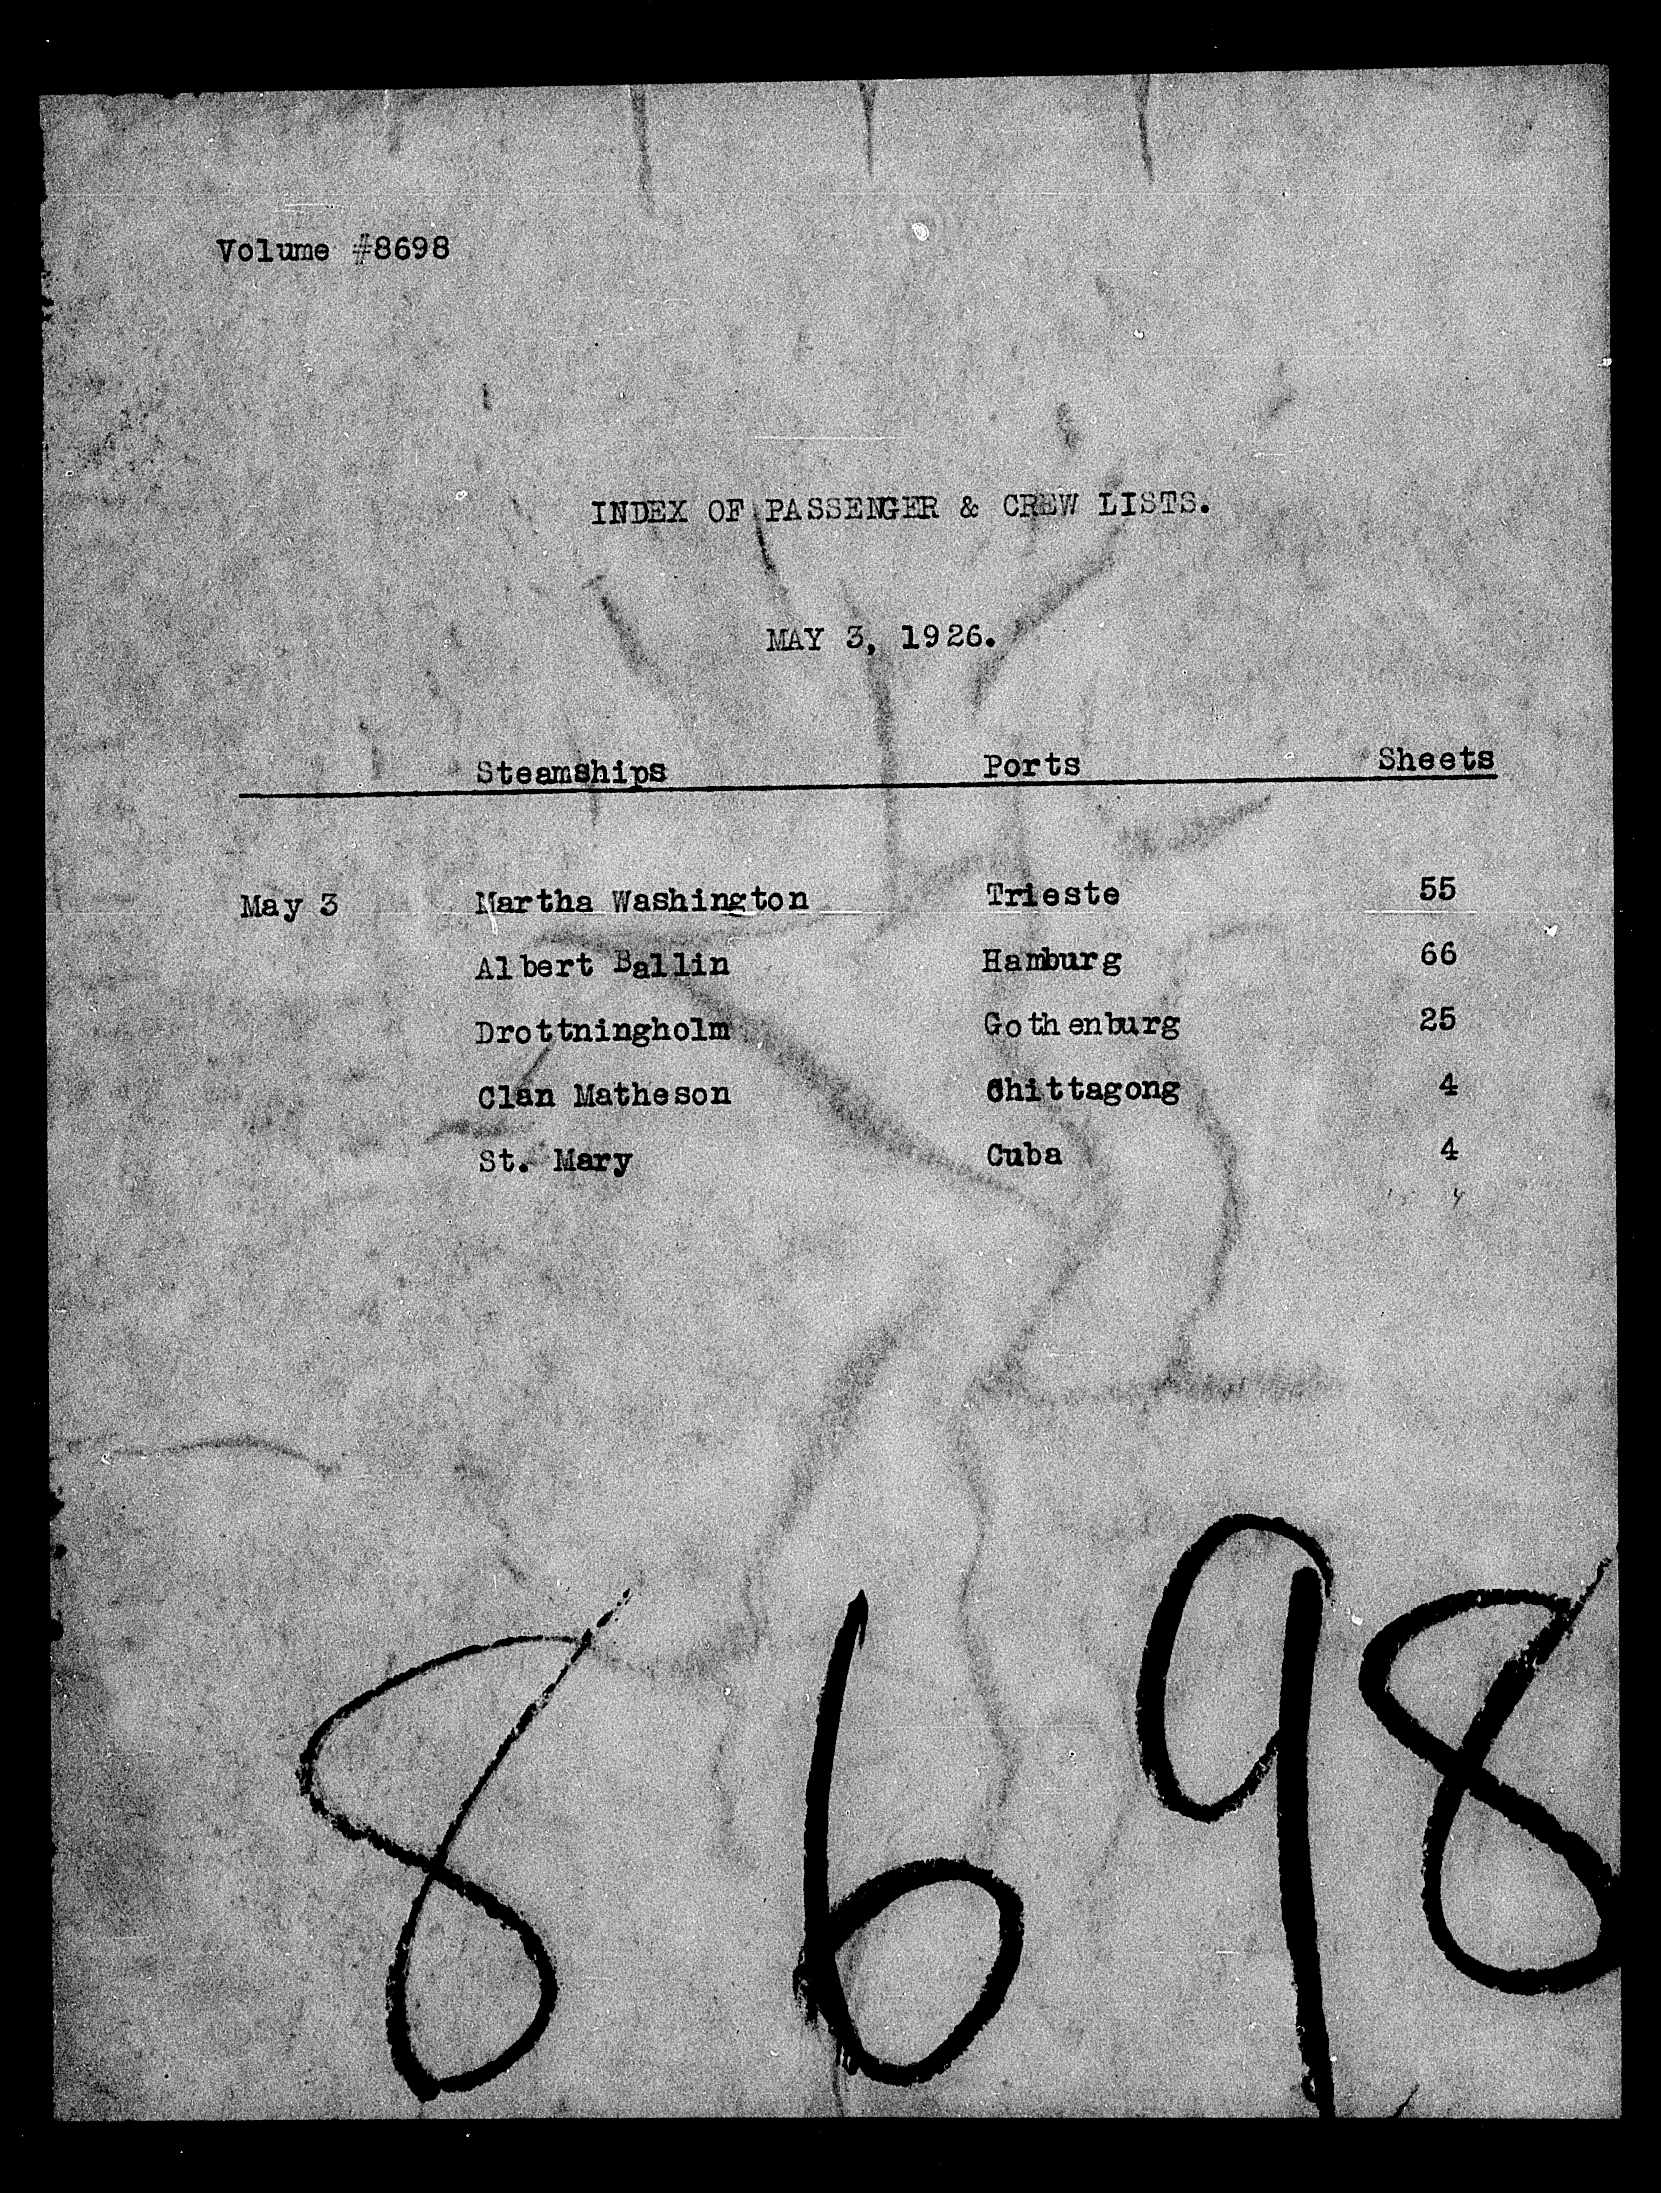 Volume #8698
INDEX OF PASSENGER & CREW LISTS.
MAY 3, 1926.
Steamships Ports Sheets
May 3 Martha Washington Trieste 55
Albert Ballin Hamburg 66
Drottningholm Gothenburg 25
Clan Matheson Chittagong 4
St. Mary Cuba 4
8698